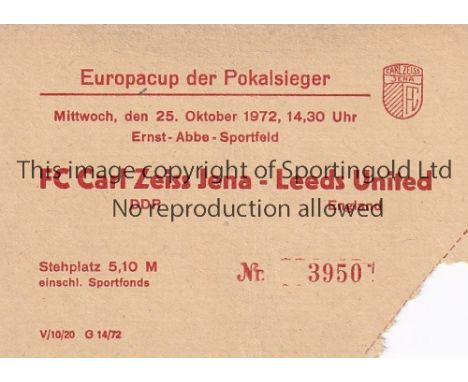 Europacup der Pokalsieger
CARL ZEISS
JENA
FC
Mittwoch, den 25. Oktober 1972, 14,30 Uhr
Ernst-Abbe-Sportfeld
This image copyright of Sportingold Ltd
FC Carl Zeiss Jena - Leeds United
DDR England
No reproduction allowed
Stehplatz 5,10 M
einschl. Sportfonds
Nr. 3950
V/10/20 G 14/72